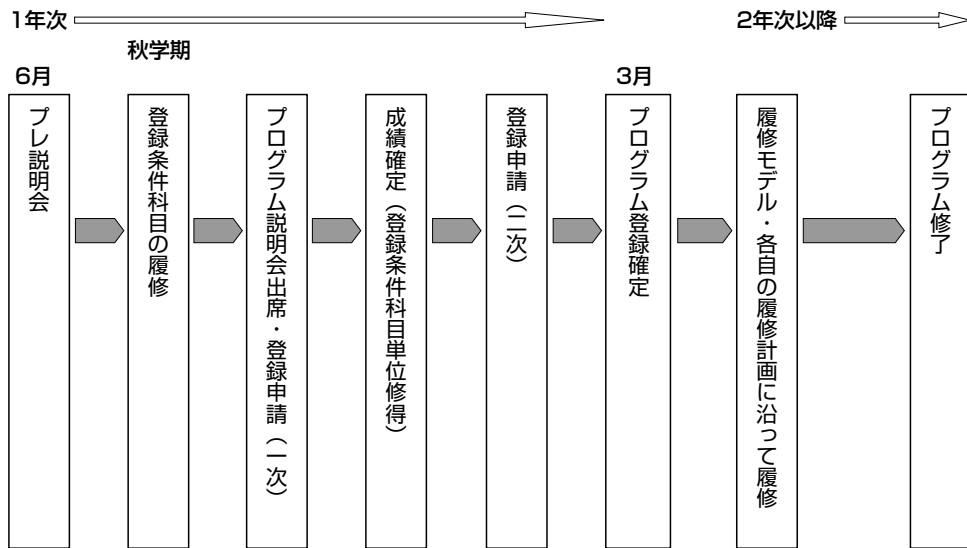 1年次
2年次以降
秋学期
6月
3月
プレ説明会
登録条件科目の履修
プログラム説明会出席・登録申請（一次）
成績確定（登録条件科目単位修得）
登録申請（二次）
プログラム登録確定
履修モデル・各自の履修計画に沿って履修
プログラム修了